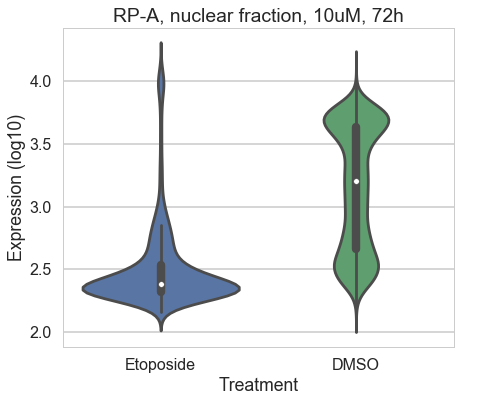 RP-A, nuclear fraction, 10uM, 72h
Expression (log10)
4.0
3.5
3.0
2.5
2.0
Etoposide DMSO
Treatment